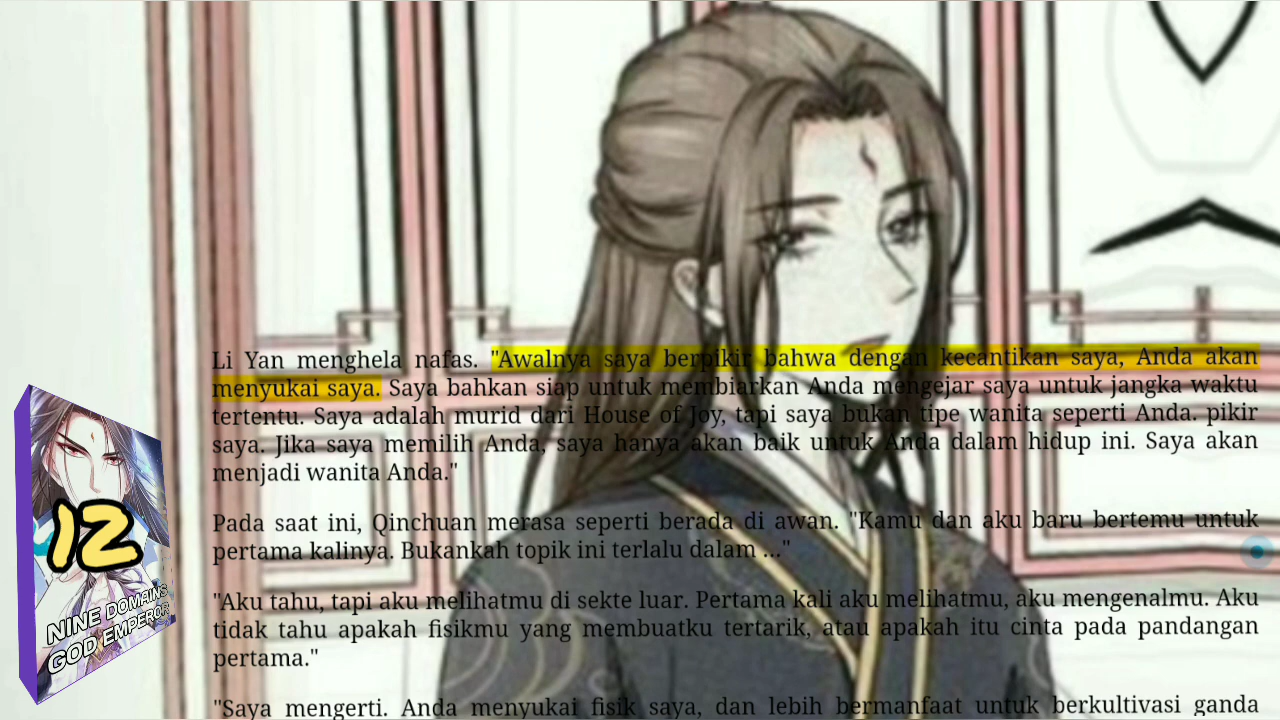 Li Yan menghela nafas. "Awalnya saya berpikir bahwa dengan kecantikan saya, Anda akan
menyukai saya. Saya bahkan siap untuk membiarkan Anda mengejar saya untuk jangka waktu
tertentu. Saya adalah murid dari House of Joy, tapi saya bukan tipe wanita seperti Anda. pikir
saya. Jika saya memilih Anda, saya hanya akan baik untuk Anda dalam hidup ini. Saya akan
menjadi wanita Anda."
Pada saat ini, Qinchuan merasa seperti berada di awan. "Kamu dan aku baru bertemu untuk
pertama kalinya. Bukankah topik ini terlalu dalam ..."
"Aku tahu, tapi aku melihatmu di sekte luar. Pertama kali aku melihatmu, aku mengenalmu. Aku
tidak tahu apakah fisikmu yang membuatku tertarik, atau apakah itu cinta pada pandangan
pertama."
"Saya mengerti. Anda menyukai fisik saya, dan lebih bermanfaat untuk berkultivasi ganda
12
NINE DOMAINS
GOD EMPEROR